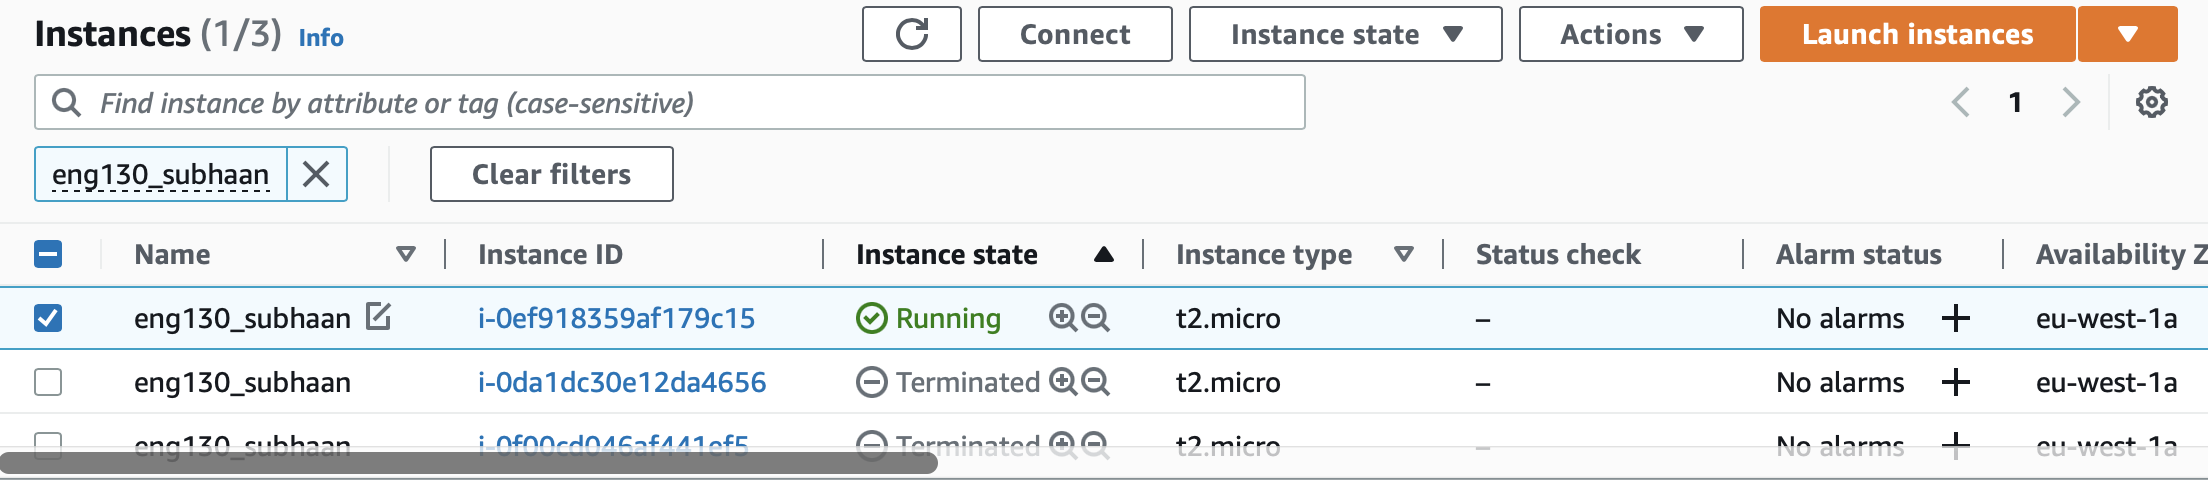 Instances (1/3) Info Connect Instance state Actions Launch instances
Find instance by attribute or tag (case-sensitive) 1
eng130_subhaan Clear filters
Name Instance ID Instance state Instance type Status check Alarm status Availability Z
eng130_subhaan i-0ef918359af179c15 Running t2.micro – No alarms + eu-west-1a
eng130_subhaan i-0da1dc30e12da4656 Terminated t2.micro – No alarms + eu-west-1a
eng130_subhaan i-0f00cd046af441ef5 Terminated t2.micro – No alarms + eu-west-1a